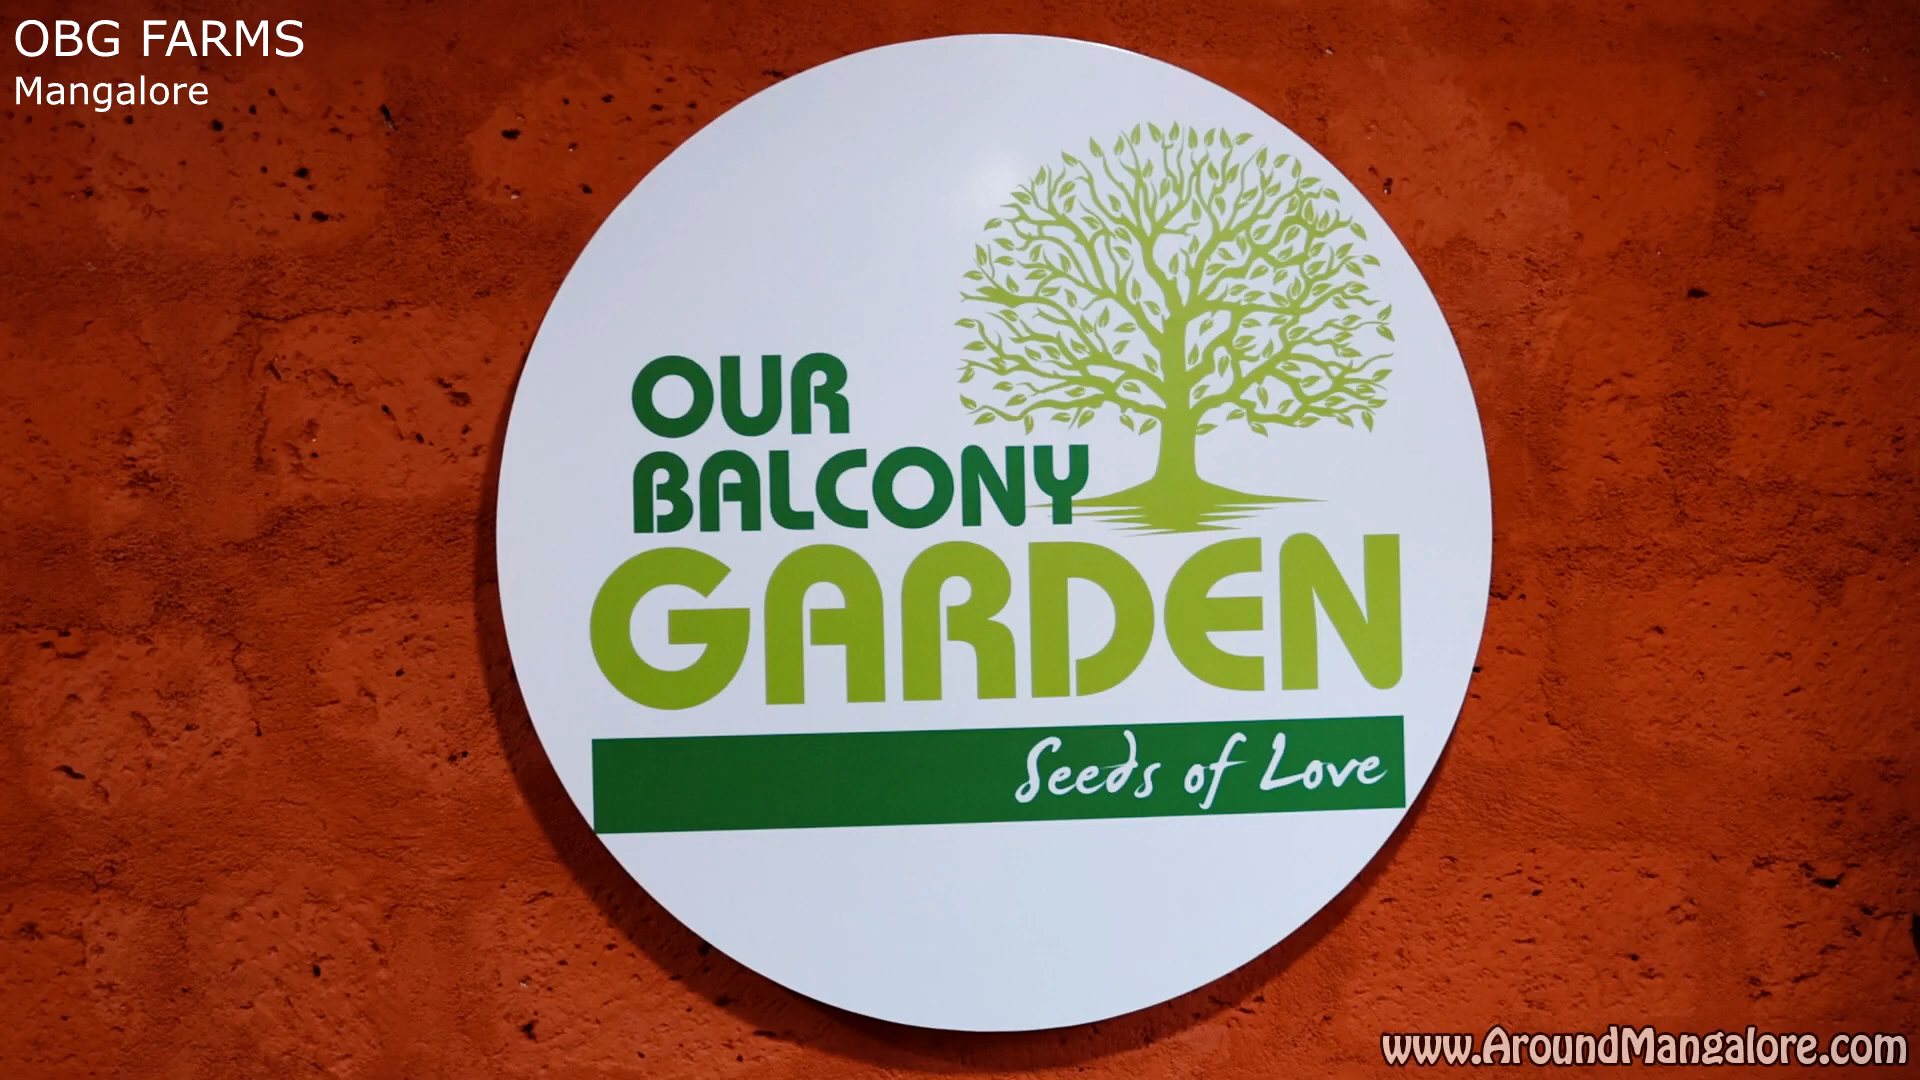 OBG FARMS
Mangalore
OUR
BALCONY
GARDEN
Seeds of Love
www.AroundMangalore.com